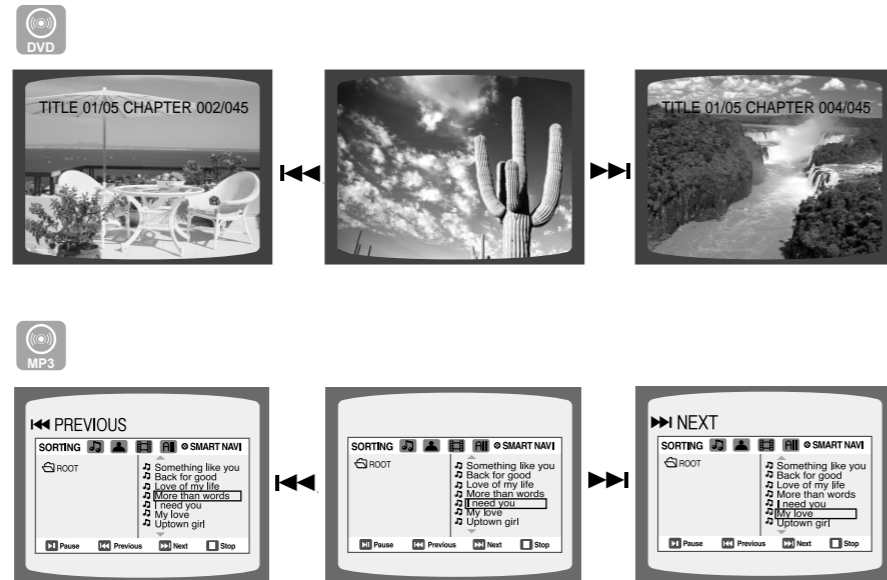 DVD
TITLE 01/05 CHAPTER 002/045
TITLE 01/05 CHAPTER 004/045
MP3
PREVIOUS
SORTING All SMART NAVI
ROOT
Something like you
Back for good
Love of my life
More than words
I need you
My love
Uptown girl
Pause Previous Next Stop
SORTING All SMART NAVI
ROOT
Something like you
Back for good
Love of my life
More than words
I need you
My love
Uptown girl
Pause Previous Next Stop
NEXT
SORTING All SMART NAVI
ROOT
Something like you
Back for good
Love of my life
More than words
I need you
My love
Uptown girl
Pause Previous Next Stop